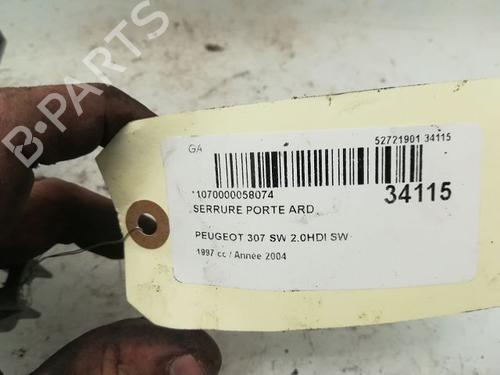 B-PARTS
GA
52721901 34115
*1070000058074
34115
SERRURE PORTE ARD
PEUGEOT 307 SW 2.0HDI SW
1997 cc / Année 2004